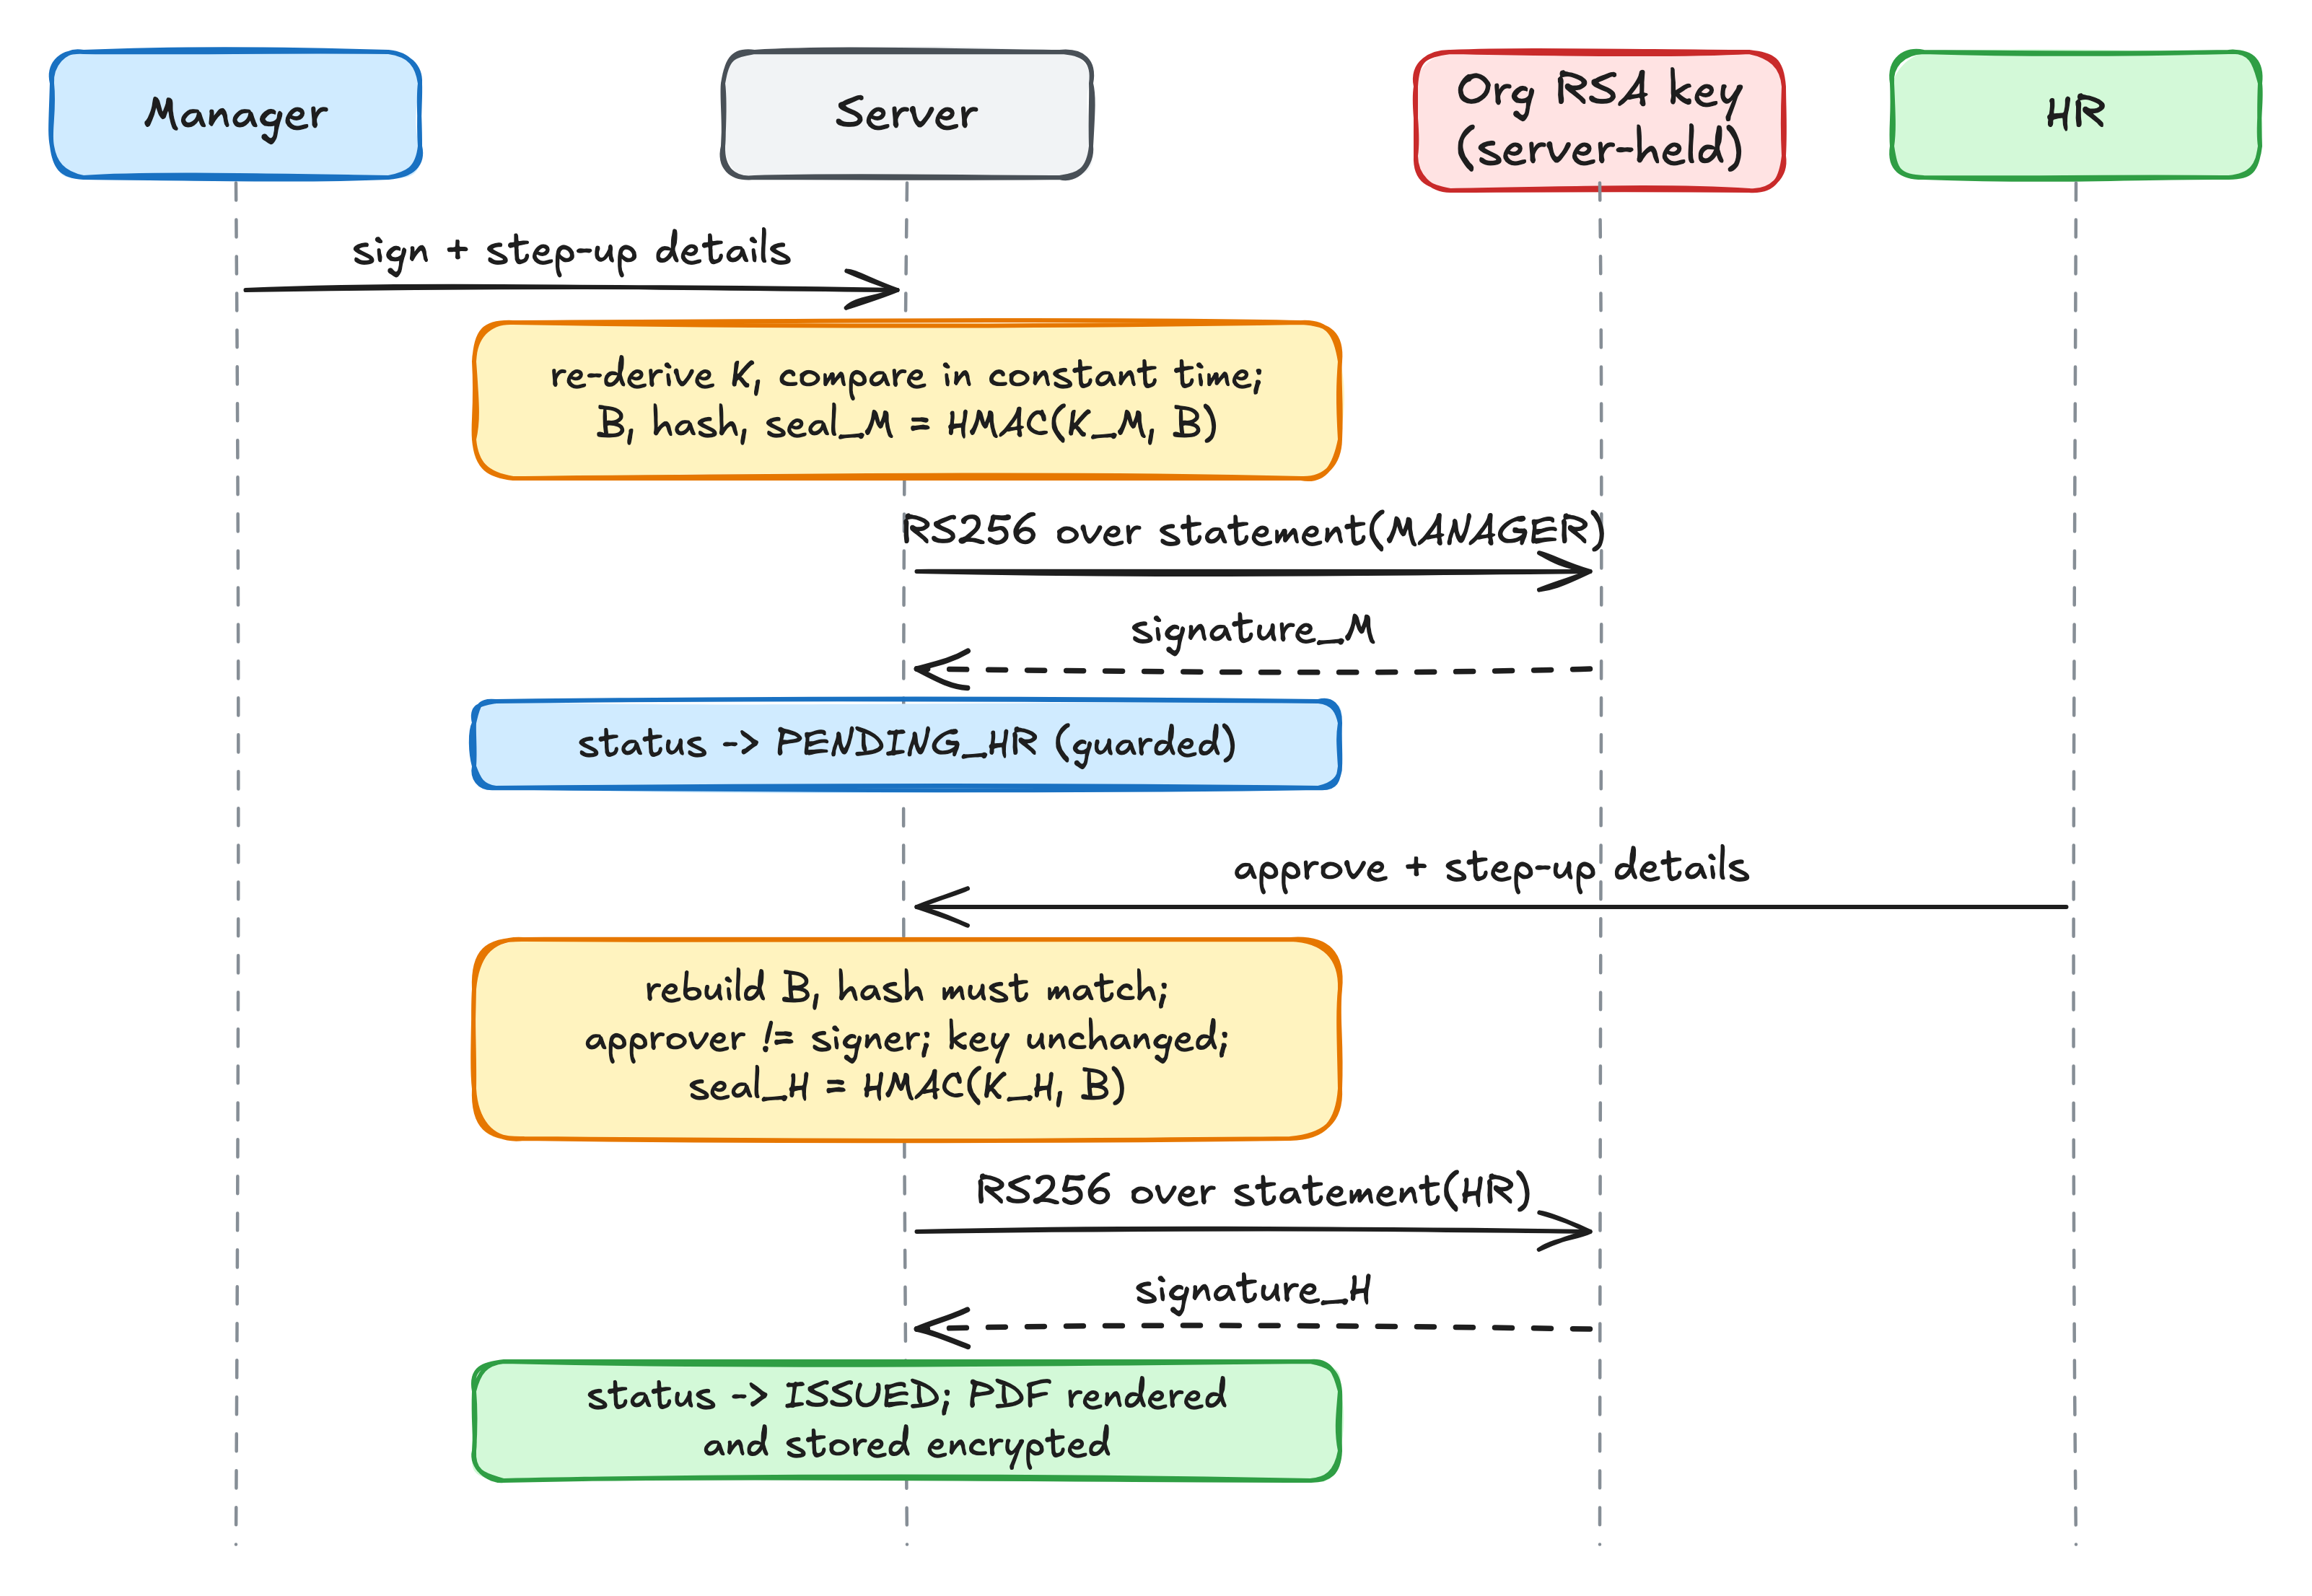 Manager
Server
Org RSA key
(server-held)
HR
sign + step-up details
re-derive K, compare in constant time;
B, hash, seal_M = HMAC(K_M, B)
RS256 over statement(MANAGER)
signature_M
status -> PENDING_HR (guarded)
approve + step-up details
rebuild B, hash must match;
approver != signer; key unchanged;
seal_H = HMAC(K_H, B)
RS256 over statement(HR)
signature_H
status -> ISSUED; PDF rendered
and stored encrypted